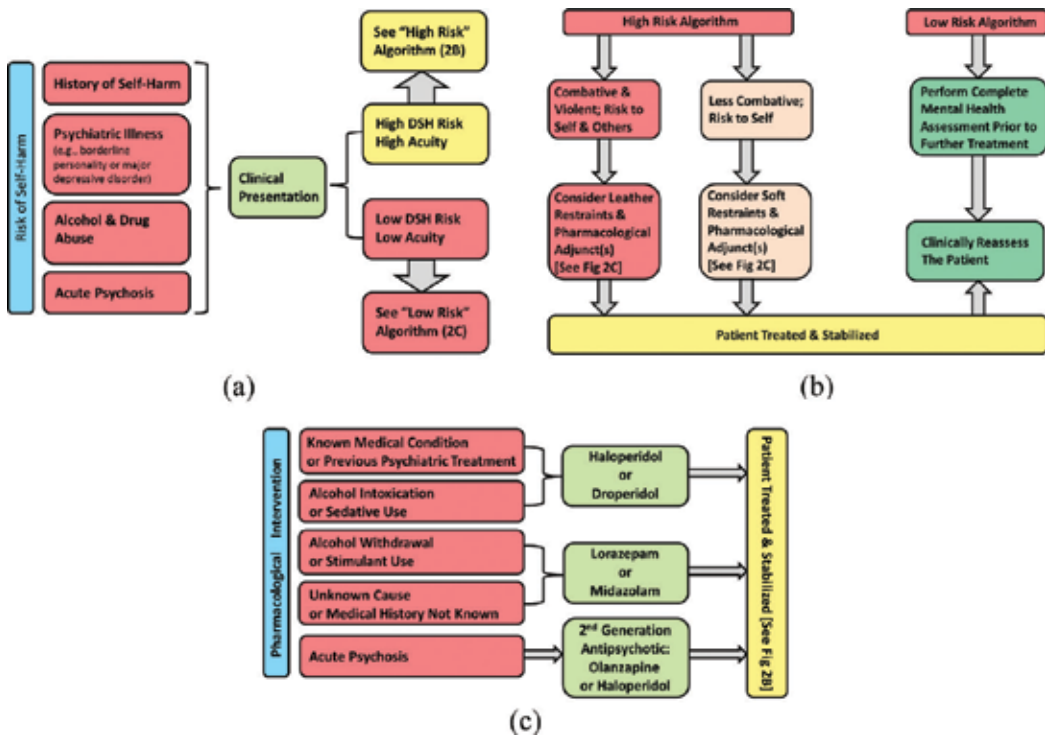 Risk of Self-Harm
History of Self-Harm
Psychiatric Illness
(e.g., borderline
personality or major
depressive disorder)
Alcohol & Drug
Abuse
Acute Psychosis
Clinical
Presentation
See “High Risk”
Algorithm (2B)
High DSH Risk
High Acuity
Low DSH Risk
Low Acuity
See “Low Risk”
Algorithm (2C)
(a)
High Risk Algorithm
Combative &
Violent; Risk to
Self & Others
Less Combative;
Risk to Self
Consider Leather
Restraints &
Pharmacological
Adjunct(s)
[See Fig 2C]
Consider Soft
Restraints &
Pharmacological
Adjunct(s)
[See Fig 2C]
Low Risk Algorithm
Perform Complete
Mental Health
Assessment Prior to
Further Treatment
Clinically Reassess
The Patient
Patient Treated & Stabilized
(b)
Pharmacological Intervention
Known Medical Condition
or Previous Psychiatric Treatment
Alcohol Intoxication
or Sedative Use
Alcohol Withdrawal
or Stimulant Use
Unknown Cause
or Medical History Not Known
Acute Psychosis
Haloperidol
or
Droperidol
Lorazepam
or
Midazolam
2nd Generation
Antipsychotic:
Olanzapine
or Haloperidol
Patient Treated & Stabilized [See Fig 2B]
(c)